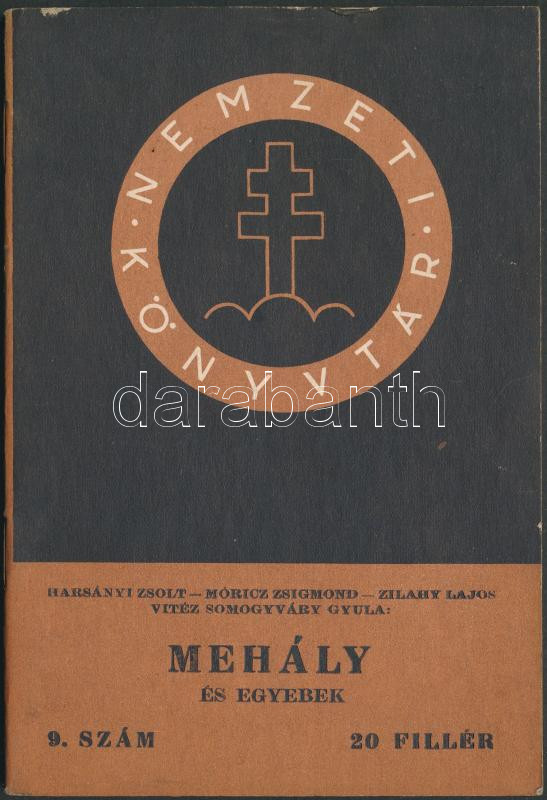 NEMZETI · KÖNYVTÁR ·
darabanth
HARSÁNYI ZSOLT — MÓRICZ ZSIGMOND — ZILAHY LAJOS
VITÉZ SOMOGYVÁRY GYULA:
MEHÁLY
ÉS EGYEBEK
9. SZÁM 20 FILLÉR